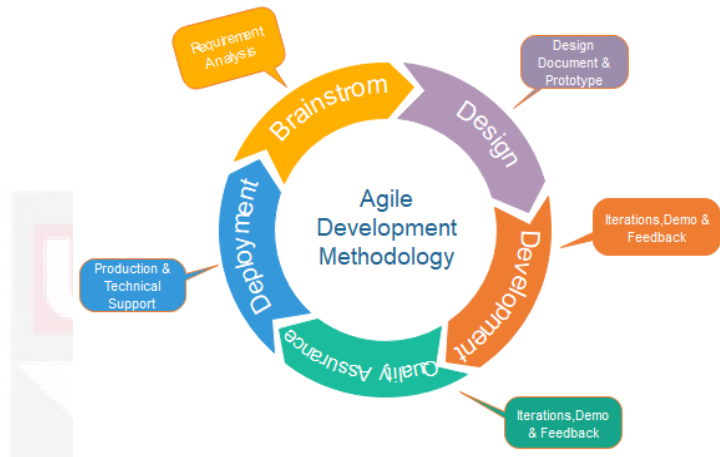 Requirement
Analysis
Brainstrom
Design
Document &
Prototype
Design
Agile
Development
Methodology
Iterations,Demo &
Feedback
Development
Deployment
Production &
Technical
Support
Quality Assurance
Iterations,Demo
& Feedback